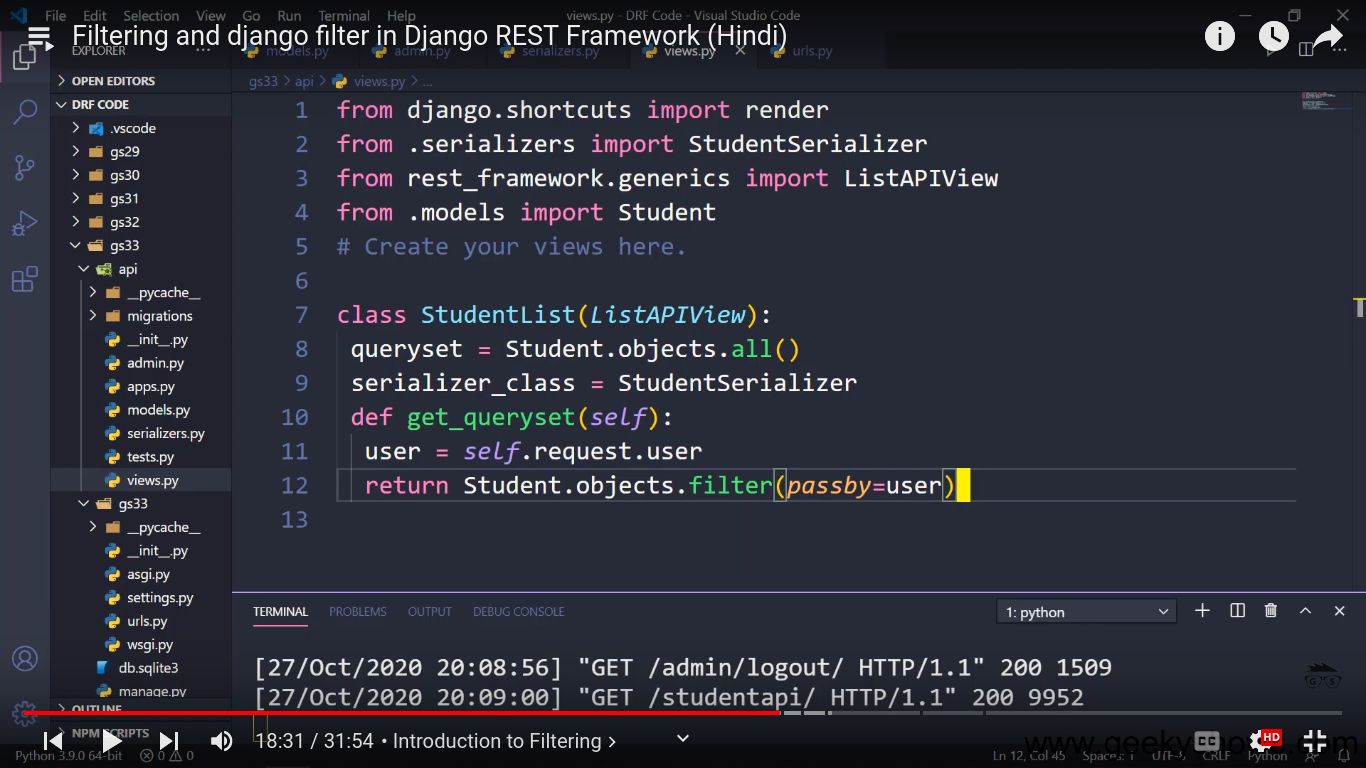 File Edit Selection View Go Run Terminal Help views.py - DRF Code - Visual Studio Code
Filtering and django filter in Django REST Framework (Hindi)
EXPLORER models.py admin.py serializers.py views.py urls.py
OPEN EDITORS
gs33 > api > views.py > ...
DRF CODE
.vscode
gs29
gs30
gs31
gs32
gs33
api
__pycache__
migrations
__init__.py
admin.py
apps.py
models.py
serializers.py
tests.py
views.py
gs33
__pycache__
__init__.py
asgi.py
settings.py
urls.py
wsgi.py
db.sqlite3
manage.py
OUTLINE
NPM SCRIPTS
1 from django.shortcuts import render
2 from .serializers import StudentSerializer
3 from rest_framework.generics import ListAPIView
4 from .models import Student
5 # Create your views here.
6
7 class StudentList(ListAPIView):
8 queryset = Student.objects.all()
9 serializer_class = StudentSerializer
10 def get_queryset(self):
11 user = self.request.user
12 return Student.objects.filter(passby=user)
13
TERMINAL PROBLEMS OUTPUT DEBUG CONSOLE 1: python
[27/Oct/2020 20:08:56] "GET /admin/logout/ HTTP/1.1" 200 1509
[27/Oct/2020 20:09:00] "GET /studentapi/ HTTP/1.1" 200 9952
G S
18:31 / 31:54 • Introduction to Filtering >
CC HD
Python 3.9.0 64-bit 0 0 Ln 12, Col 45 Spaces: 1 UTF-8 CRLF Python